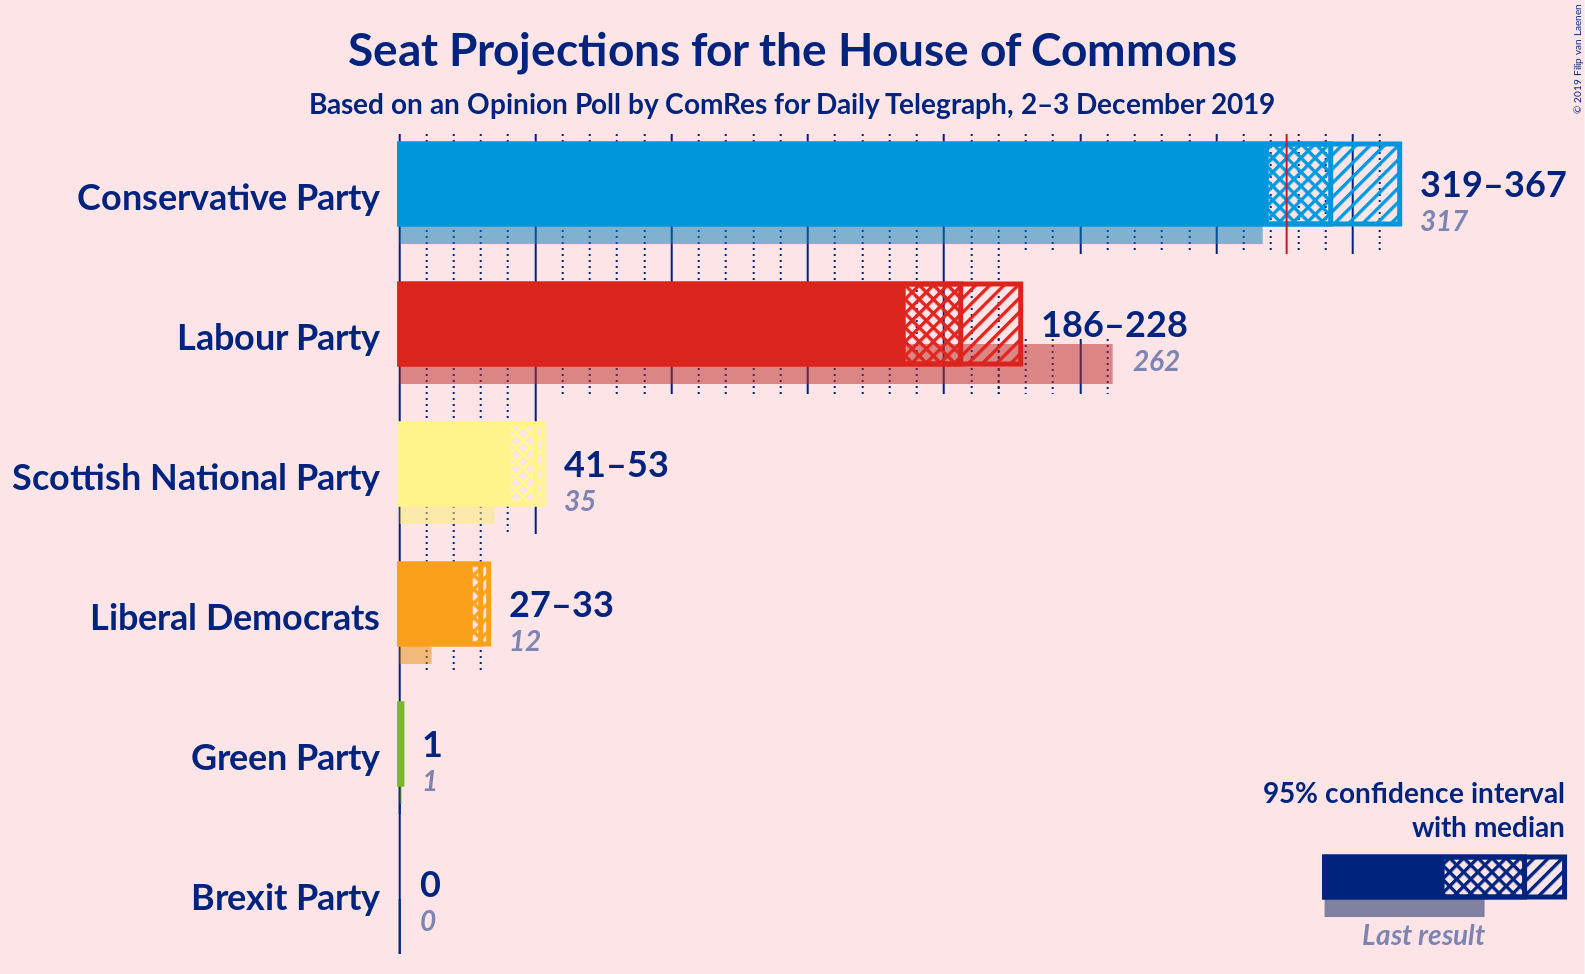 Seat Projections for the House of Commons
Based on an Opinion Poll by ComRes for Daily Telegraph, 2–3 December 2019
© 2019 Filip van Laenen
Conservative Party
319–367
317
Labour Party
186–228
262
Scottish National Party
41–53
35
Liberal Democrats
27–33
12
Green Party
1
1
Brexit Party
0
0
95% confidence interval
with median
Last result